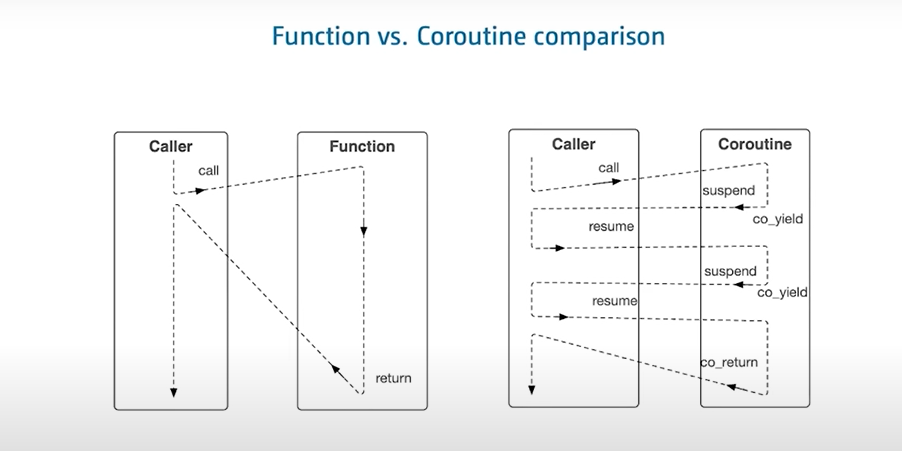 Function vs. Coroutine comparison
Caller
call
Function
return
Caller
call
resume
resume
Coroutine
suspend
co_yield
suspend
co_yield
co_return